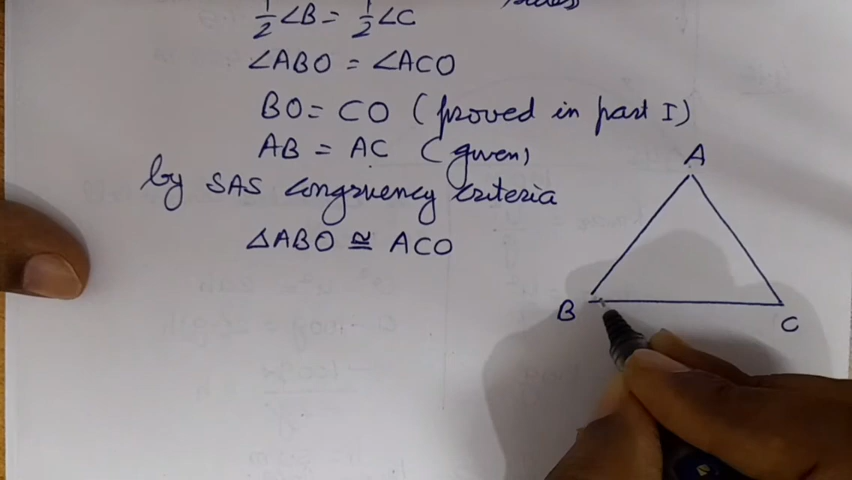 ½∠B = ½∠C
∠ABO = ∠ACO
BO = CO (proved in part I)
AB = AC (given)
by SAS congruency criteria
△ABO ≅ ACO
A
B
C